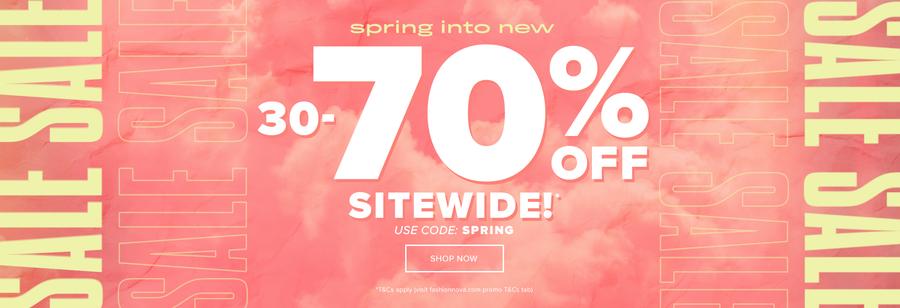 spring into new
30-70% OFF
SITEWIDE!*
USE CODE: SPRING
SHOP NOW
*T&Cs apply (visit fashionnova.com promo T&Cs tab)
SALE SALE
SALE SALE
SALE SALE
SALE SALE